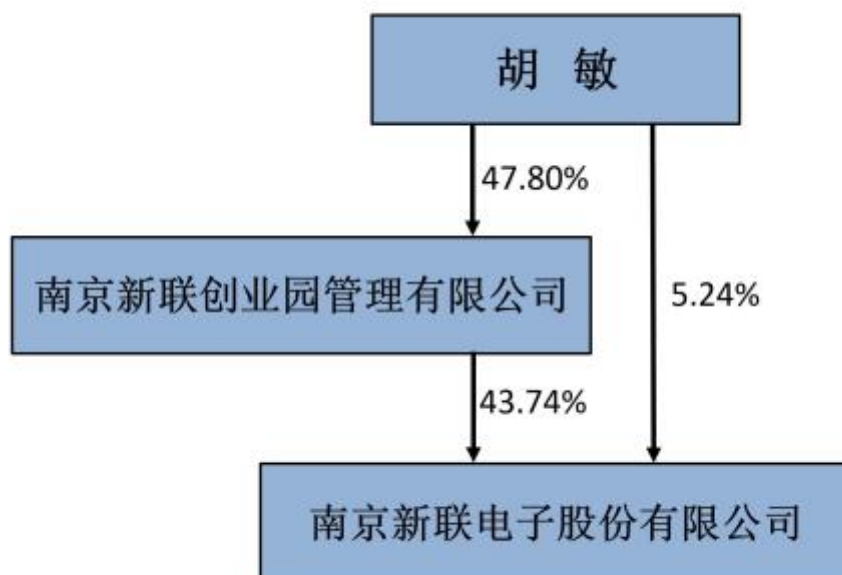 胡 敏
47.80%
南京新联创业园管理有限公司
5.24%
43.74%
南京新联电子股份有限公司